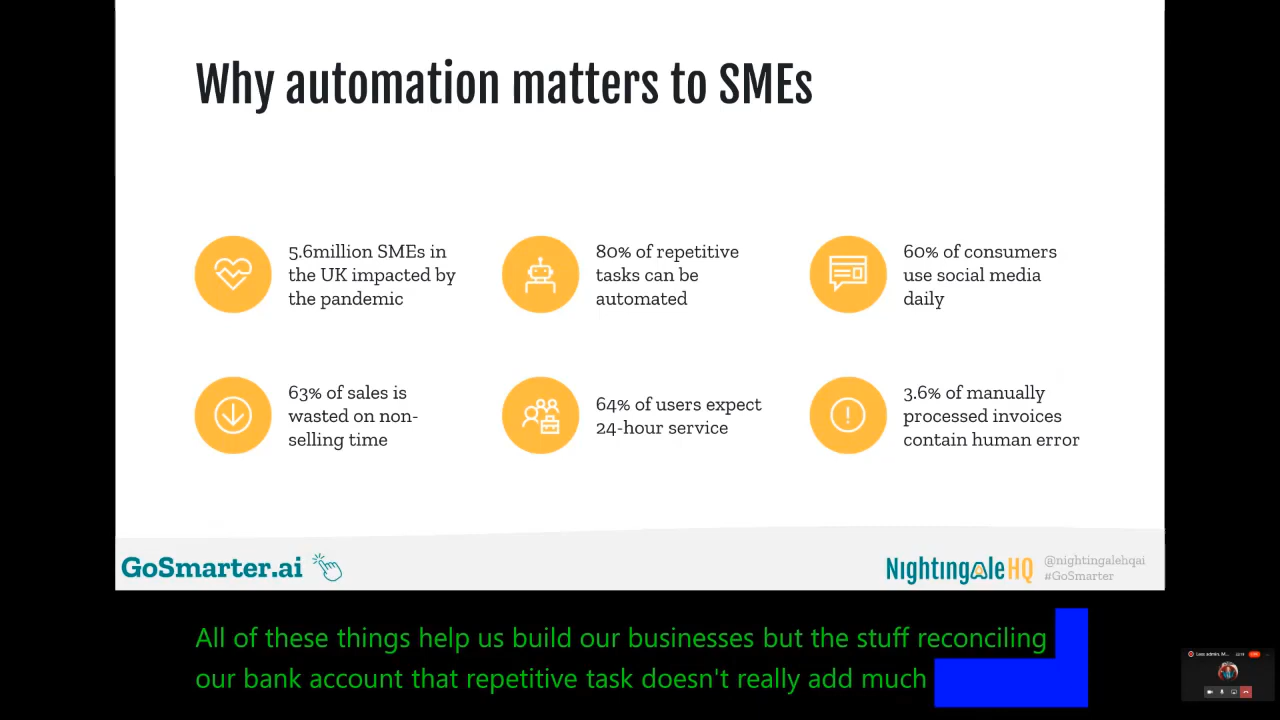 Why automation matters to SMEs
5.6million SMEs in
the UK impacted by
the pandemic
80% of repetitive
tasks can be
automated
60% of consumers
use social media
daily
63% of sales is
wasted on non-
selling time
64% of users expect
24-hour service
3.6% of manually
processed invoices
contain human error
GoSmarter.ai
NightingaleHQ
@nightingalehqai
#GoSmarter
All of these things help us build our businesses but the stuff reconciling
our bank account that repetitive task doesn't really add much